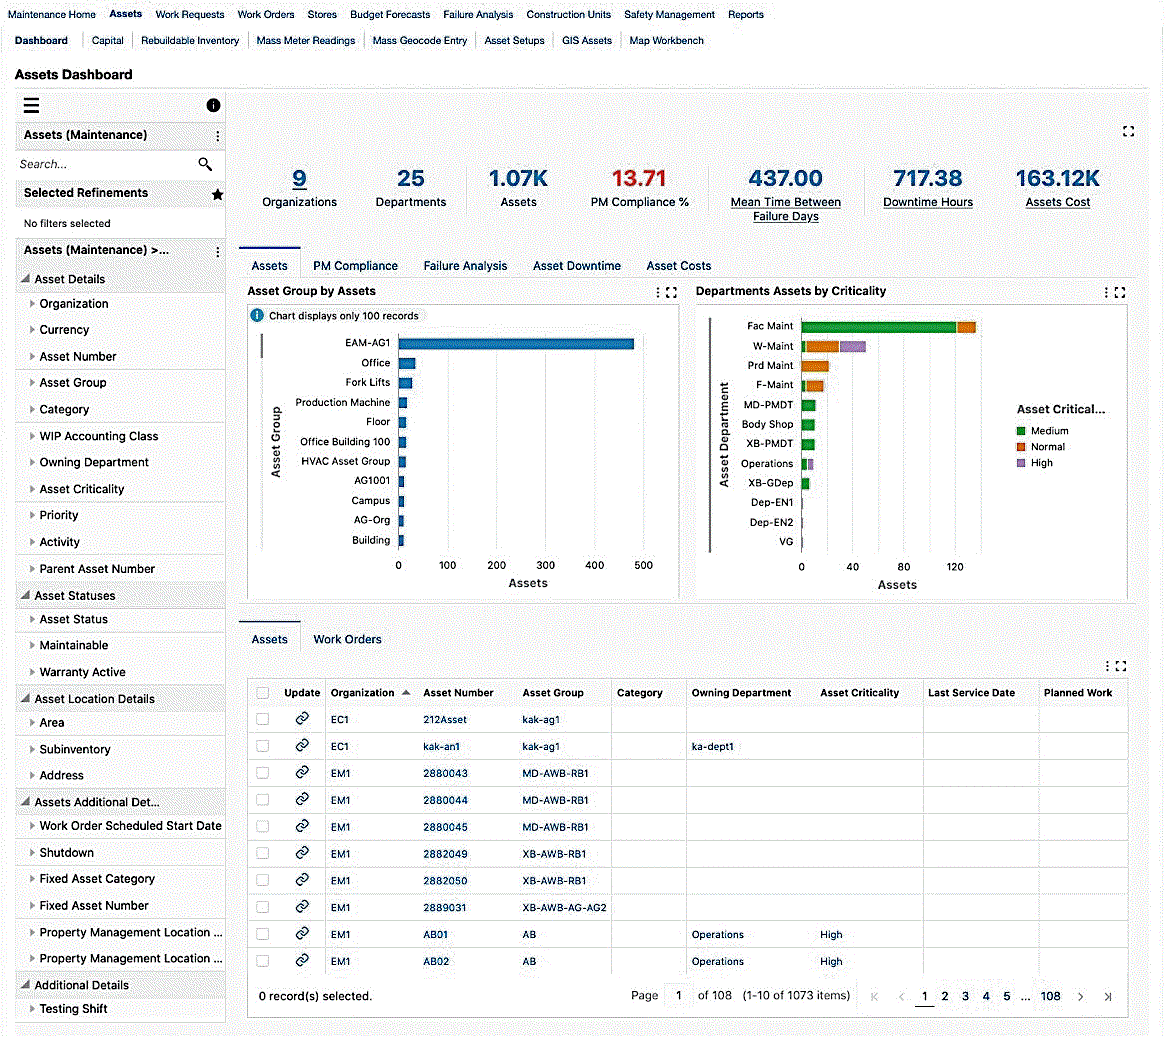 Maintenance Home Assets Work Requests Work Orders Stores Budget Forecasts Failure Analysis Construction Units Safety Management Reports
Dashboard Capital Rebuildable Inventory Mass Meter Readings Mass Geocode Entry Asset Setups GIS Assets Map Workbench
Assets Dashboard
Assets (Maintenance)
Search...
Selected Refinements
No filters selected
Assets (Maintenance) >...
Asset Details
Organization
Currency
Asset Number
Asset Group
Category
WIP Accounting Class
Owning Department
Asset Criticality
Priority
Activity
Parent Asset Number
Asset Statuses
Asset Status
Maintainable
Warranty Active
Asset Location Details
Area
Subinventory
Address
Assets Additional Det...
Work Order Scheduled Start Date
Shutdown
Fixed Asset Category
Fixed Asset Number
Property Management Location ...
Property Management Location ...
Additional Details
Testing Shift
9 25 1.07K 13.71 437.00 717.38 163.12K
Organizations Departments Assets PM Compliance % Mean Time Between Downtime Hours Assets Cost
Failure Days
Assets PM Compliance Failure Analysis Asset Downtime Asset Costs
Asset Group by Assets
Chart displays only 100 records
Asset Group
EAM-AG1
Office
Fork Lifts
Production Machine
Floor
Office Building 100
HVAC Asset Group
AG1001
Campus
AG-Org
Building
0 100 200 300 400 500
Assets
Departments Assets by Criticality
Asset Department
Fac Maint
W-Maint
Prd Maint
F-Maint
MD-PMDT
Body Shop
XB-PMDT
Operations
XB-GDep
Dep-EN1
Dep-EN2
VG
0 40 80 120
Assets
Asset Critical...
Medium
Normal
High
Assets Work Orders
Update Organization Asset Number Asset Group Category Owning Department Asset Criticality Last Service Date Planned Work
EC1 212Asset kak-ag1
EC1 kak-an1 kak-ag1 ka-dept1
EM1 2880043 MD-AWB-RB1
EM1 2880044 MD-AWB-RB1
EM1 2880045 MD-AWB-RB1
EM1 2882049 XB-AWB-RB1
EM1 2882050 XB-AWB-RB1
EM1 2889031 XB-AWB-AG-AG2
EM1 AB01 AB Operations High
EM1 AB02 AB Operations High
0 record(s) selected. Page 1 of 108 (1-10 of 1073 items) 1 2 3 4 5 ... 108